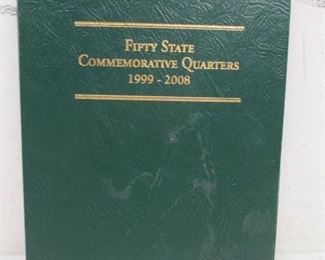 Fifty State
Commemorative Quarters
1999 - 2008